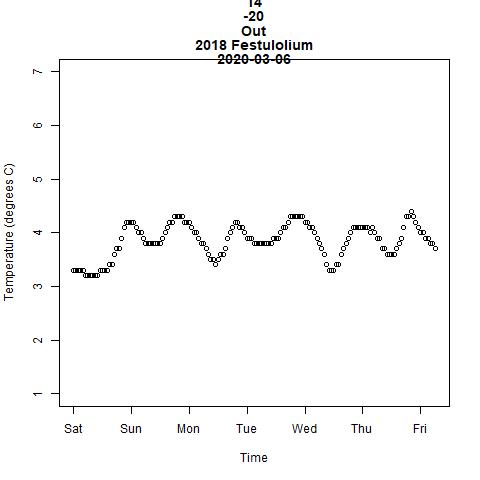 14
-20
Out
2018 Festulolium
2020-03-06
Temperature (degrees C)
7
6
5
4
3
2
1
Sat Sun Mon Tue Wed Thu Fri
Time